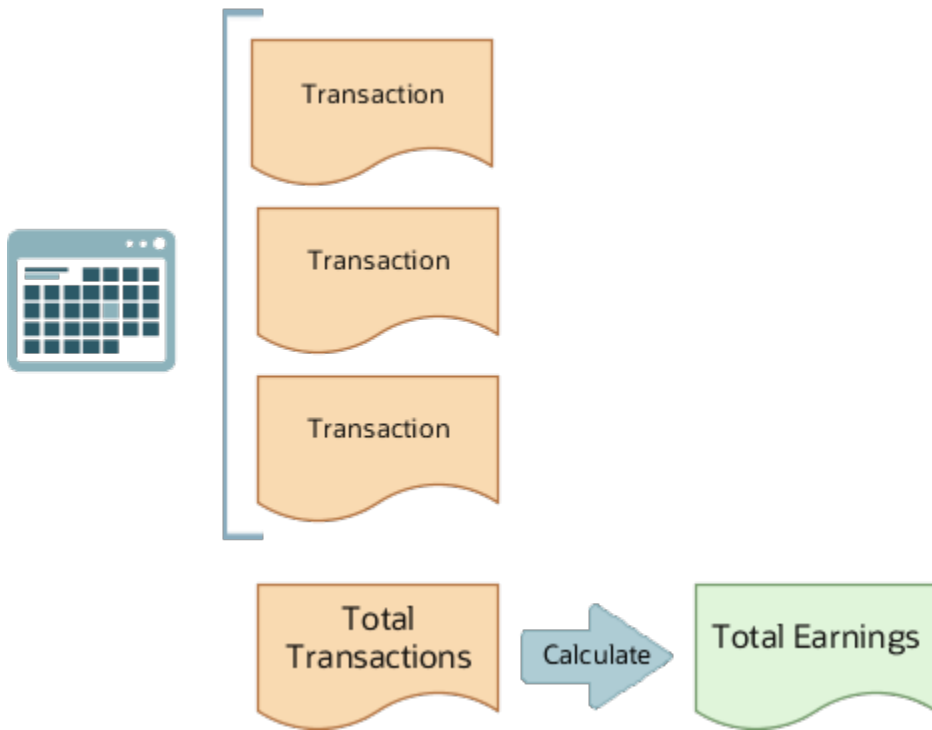 Transaction
Transaction
Transaction
Total
Transactions
Calculate
Total Earnings